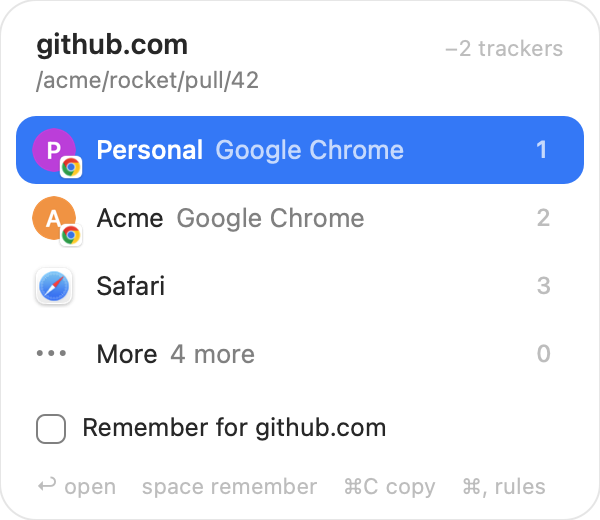 github.com −2 trackers
/acme/rocket/pull/42
P Personal Google Chrome 1
A Acme Google Chrome 2
Safari 3
••• More 4 more 0
Remember for github.com
↩ open space remember ⌘C copy ⌘, rules